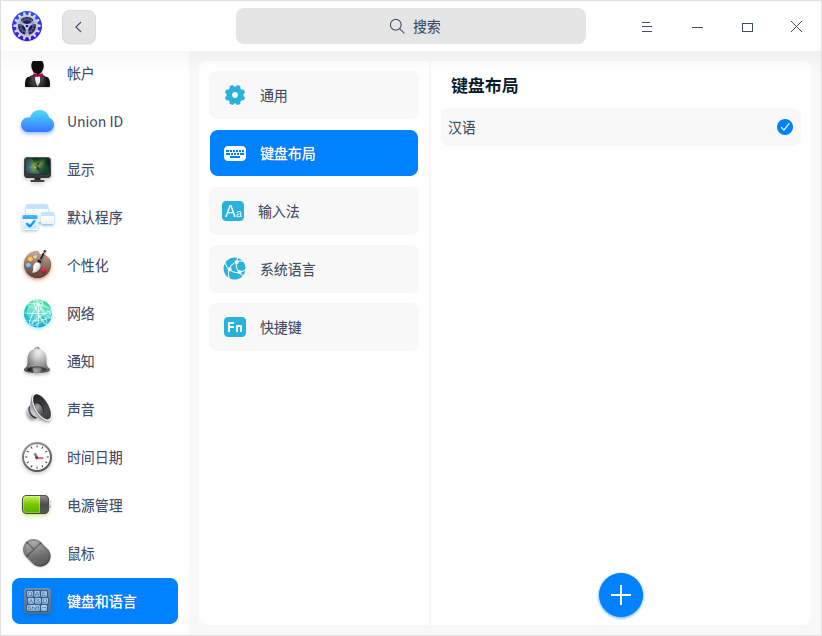 搜索
帐户
Union ID
显示
默认程序
个性化
网络
通知
声音
时间日期
电源管理
鼠标
键盘和语言
通用
键盘布局
Aa 输入法
系统语言
Fn 快捷键
键盘布局
汉语